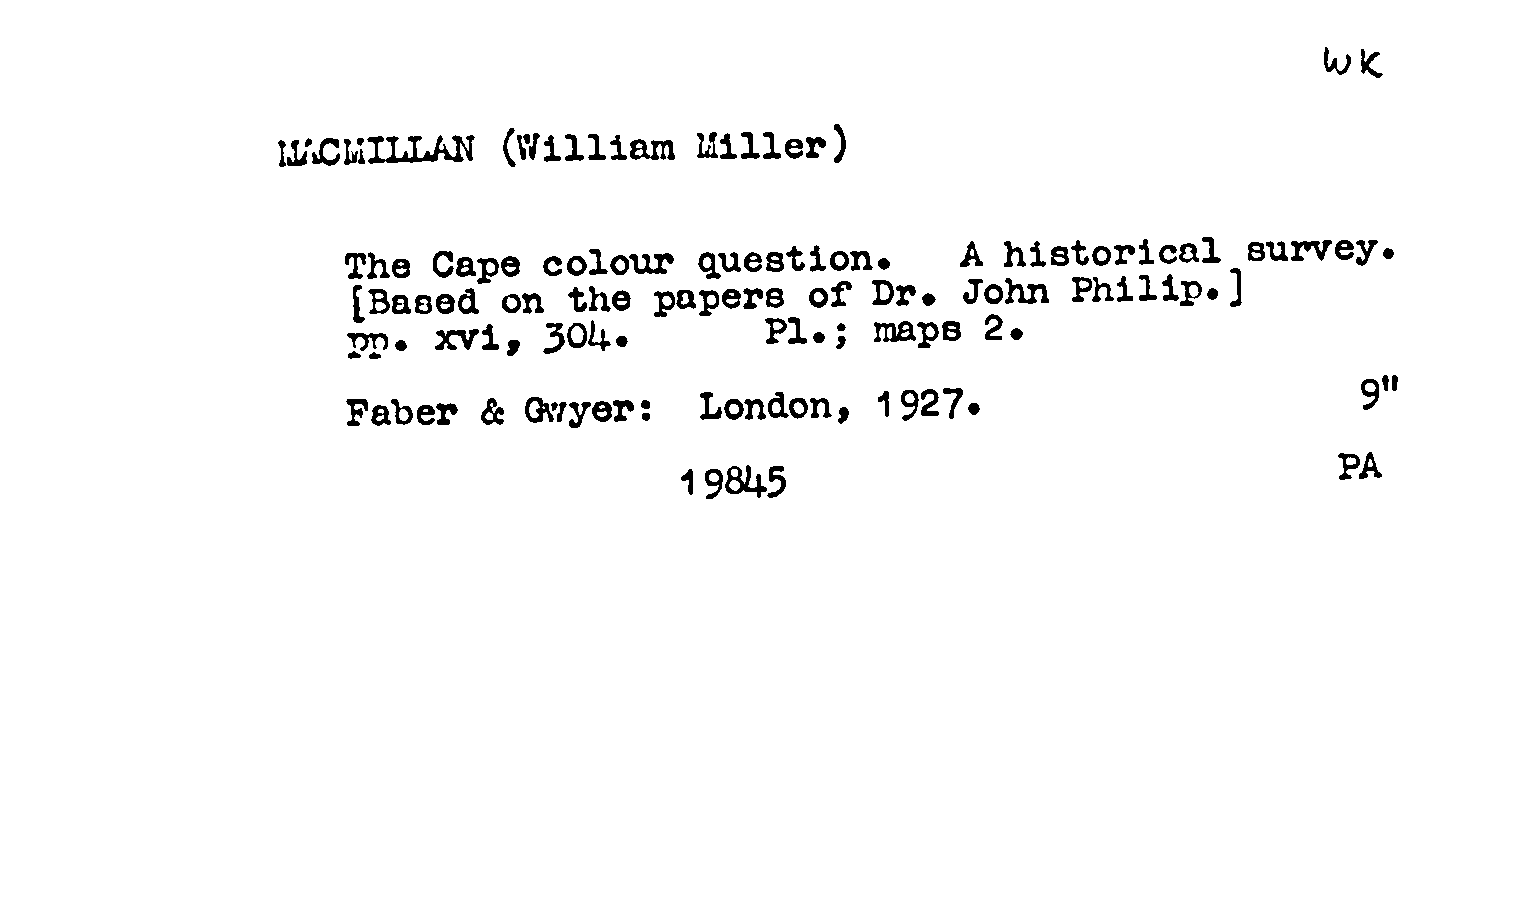 WK
MACMILLAN (William Miller)
The Cape colour question. A historical survey.
[Based on the papers of Dr. John Philip.]
pp. xvi, 304. Pl.; maps 2.
Faber & Gwyer: London, 1927. 9"
19845 PA